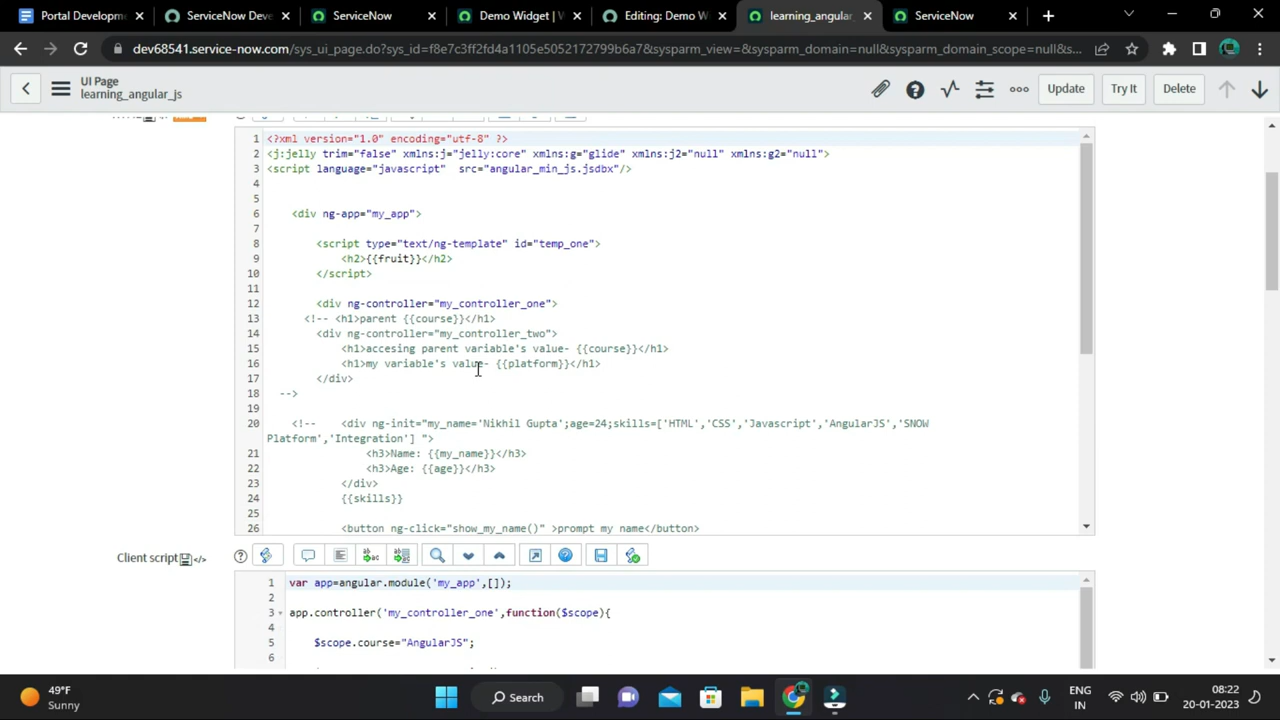 Portal Development
ServiceNow Deve
ServiceNow
Demo Widget |
Editing: Demo W
learning_angular_
ServiceNow
dev68541.service-now.com/sys_ui_page.do?sys_id=f8e7c3ff2fd4a1105e5052172799b6a7&sysparm_view=&sysparm_domain=null&sysparm_domain_scope=null&s...
UI Page
learning_angular_js
Update
Try It
Delete
1 <?xml version="1.0" encoding="utf-8" ?>
2 <j:jelly trim="false" xmlns:j="jelly:core" xmlns:g="glide" xmlns:j2="null" xmlns:g2="null">
3 <script language="javascript"  src="angular_min_js.jsdbx"/>
4
5
6 <div ng-app="my_app">
7
8 <script type="text/ng-template" id="temp_one">
9 <h2>{{fruit}}</h2>
10 </script>
11
12 <div ng-controller="my_controller_one">
13 <!-- <h1>parent {{course}}</h1>
14 <div ng-controller="my_controller_two">
15 <h1>accesing parent variable's value- {{course}}</h1>
16 <h1>my variable's value- {{platform}}</h1>
17 </div>
18 -->
19
20 <!-- <div ng-init="my_name='Nikhil Gupta';age=24;skills=['HTML','CSS','Javascript','AngularJS','SNOW
Platform','Integration'] ">
21 <h3>Name: {{my_name}}</h3>
22 <h3>Age: {{age}}</h3>
23 </div>
24 {{skills}}
25
26 <button ng-click="show_my_name()" >prompt my name</button>
Client script
1 var app=angular.module('my_app',[]);
2
3 app.controller('my_controller_one',function($scope){
4
5 $scope.course="AngularJS";
6
49°F
Sunny
Search
ENG
IN
08:22
20-01-2023